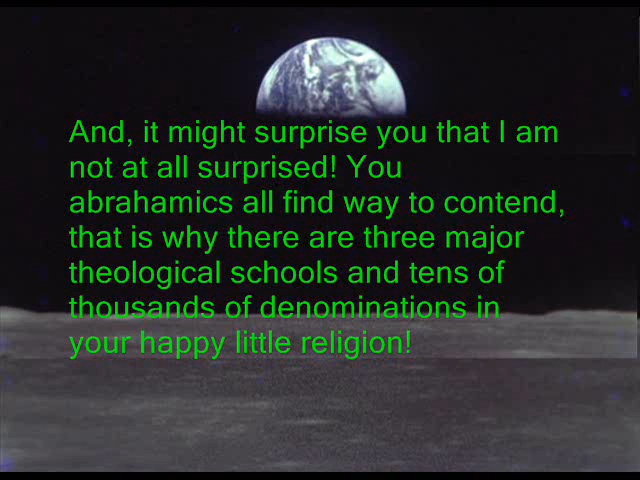 And, it might surprise you that I am
not at all surprised! You
abrahamics all find way to contend,
that is why there are three major
theological schools and tens of
thousands of denominations in
your happy little religion!